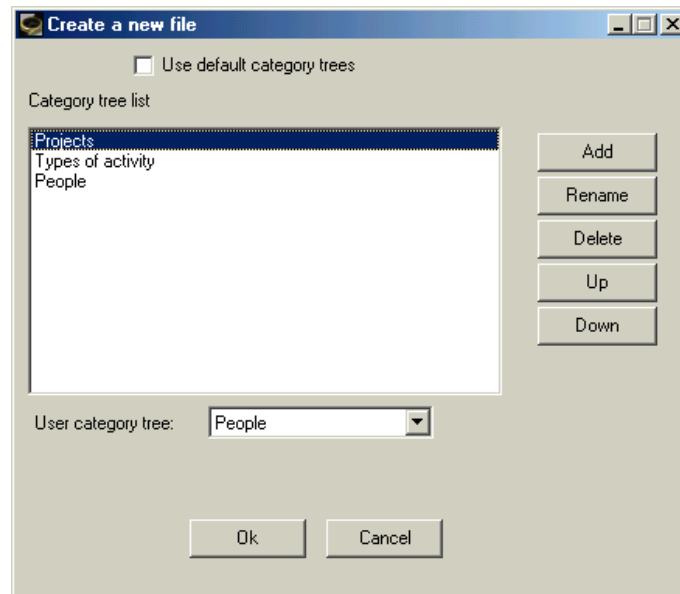 Create a new file
Use default category trees
Category tree list
Projects
Types of activity
People
Add
Rename
Delete
Up
Down
User category tree: People
Ok Cancel